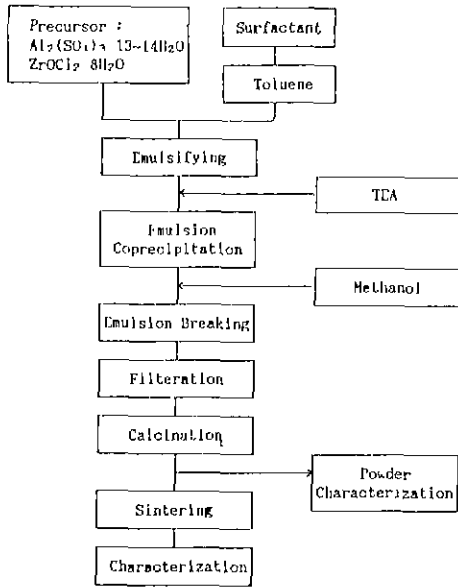 Precursor :
Al₂(SO₄)₃ 13~14H₂O
ZrOCl₂ 8H₂O
Surfactant
Toluene
Emulsifying
TEA
Emulsion
Coprecipitation
Methanol
Emulsion Breaking
Filteration
Calcination
Powder
Characterization
Sintering
Characterization